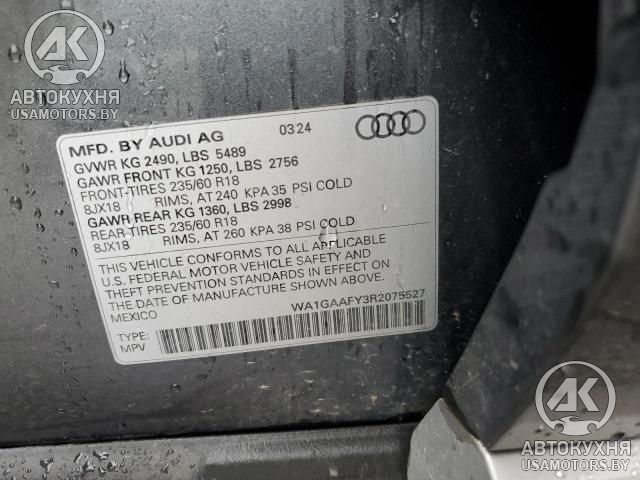 AK
АВТОКУХНЯ
USAMOTORS.BY
MFD. BY AUDI AG 0324
GVWR KG 2490, LBS 5489
GAWR FRONT KG 1250, LBS 2756
FRONT-TIRES 235/60 R18
8JX18 RIMS, AT 240 KPA 35 PSI COLD
GAWR REAR KG 1360, LBS 2998
REAR-TIRES 235/60 R18
8JX18 RIMS, AT 260 KPA 38 PSI COLD
THIS VEHICLE CONFORMS TO ALL APPLICABLE
U.S. FEDERAL MOTOR VEHICLE SAFETY AND
THEFT PREVENTION STANDARDS IN EFFECT ON
THE DATE OF MANUFACTURE SHOWN ABOVE.
MEXICO WA1GAAFY3R2075527
TYPE:
MPV
AK
АВТОКУХНЯ
USAMOTORS.BY